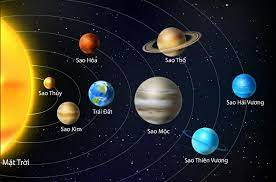 Sao Hỏa
Sao Thổ
Sao Thủy
Trái Đất
Sao Hải Vương
Sao Kim
Sao Mộc
Mặt Trời
Sao Thiên Vương